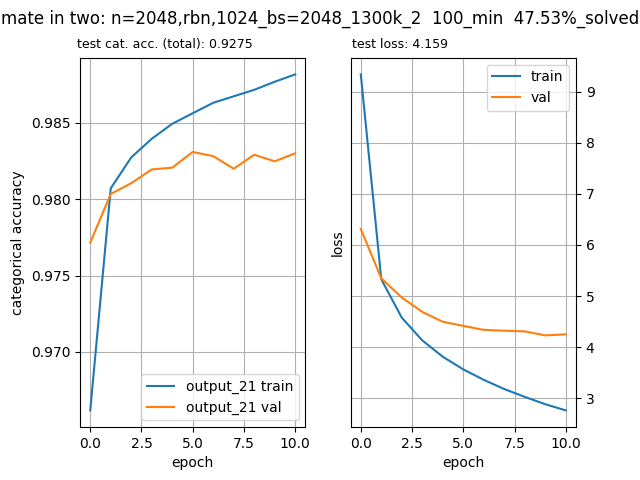 mate in two: n=2048,rbn,1024_bs=2048_1300k_2  100_min  47.53%_solved
test cat. acc. (total): 0.9275
categorical accuracy
0.985
0.980
0.975
0.970
output_21 train
output_21 val
0.0 2.5 5.0 7.5 10.0
epoch
test loss: 4.159
loss
train
val
9
8
7
6
5
4
3
0.0 2.5 5.0 7.5 10.0
epoch